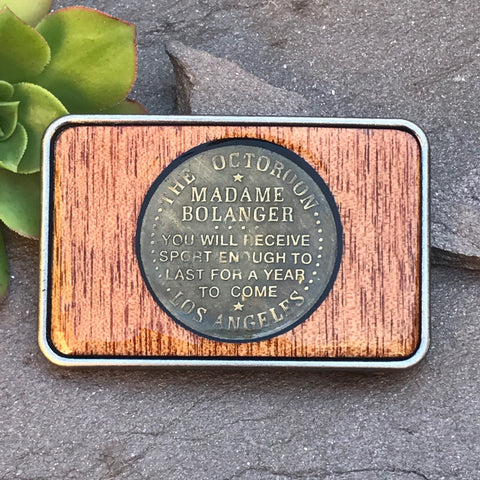 THE OCTOROON
MADAME
BOLANGER
YOU WILL RECEIVE
SPORT ENOUGH TO
LAST FOR A YEAR
TO COME
LOS ANGELES